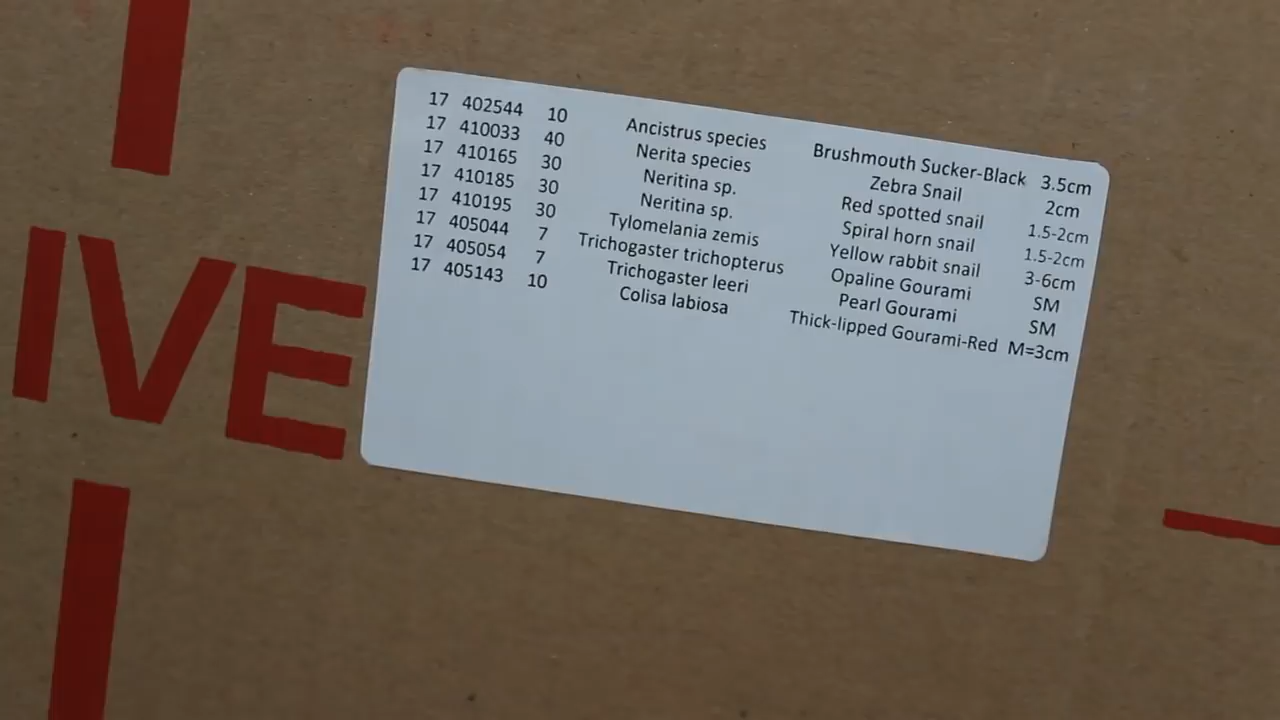 17 402544 10 Ancistrus species Brushmouth Sucker-Black 3.5cm
17 410033 40 Nerita species Zebra Snail 2cm
17 410165 30 Neritina sp. Red spotted snail 1.5-2cm
17 410185 30 Neritina sp. Spiral horn snail 1.5-2cm
17 410195 30 Tylomelania zemis Yellow rabbit snail 3-6cm
17 405044 7 Trichogaster trichopterus Opaline Gourami SM
17 405054 7 Trichogaster leeri Pearl Gourami SM
17 405143 10 Colisa labiosa Thick-lipped Gourami-Red M=3cm
IVE